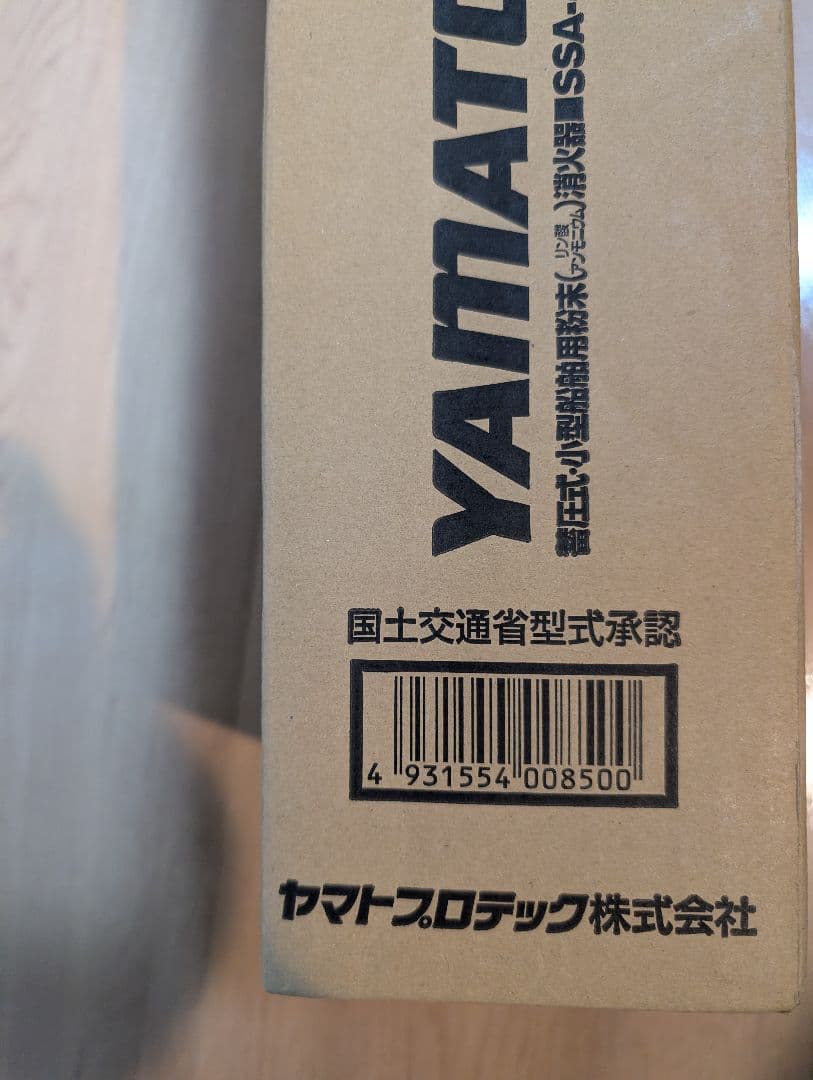 YAMATO
蓄圧式・小型船舶用粉末(リン酸アンモニウム)消火器■SSA-
国土交通省型式承認
4 931554 008500
ヤマトプロテック株式会社